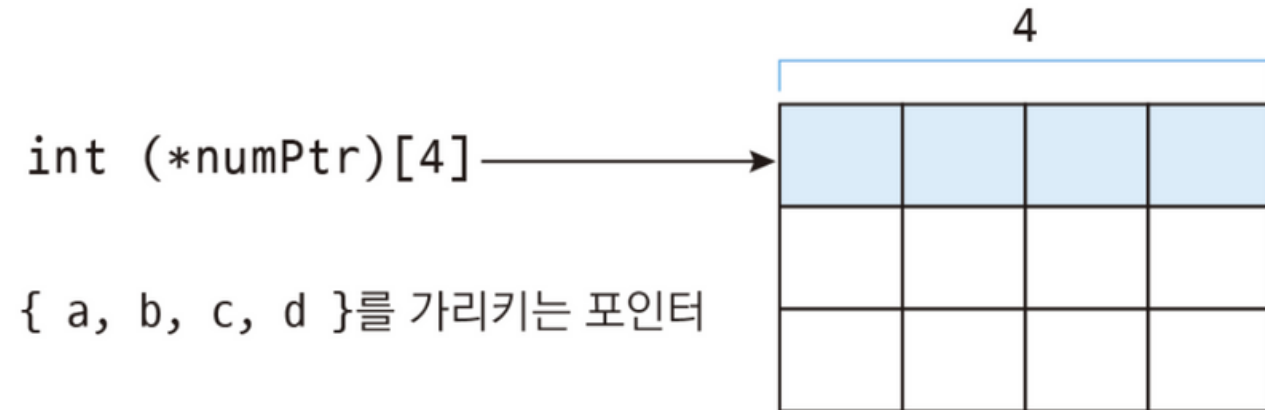 4
int (*numPtr)[4]
{ a, b, c, d }를 가리키는 포인터